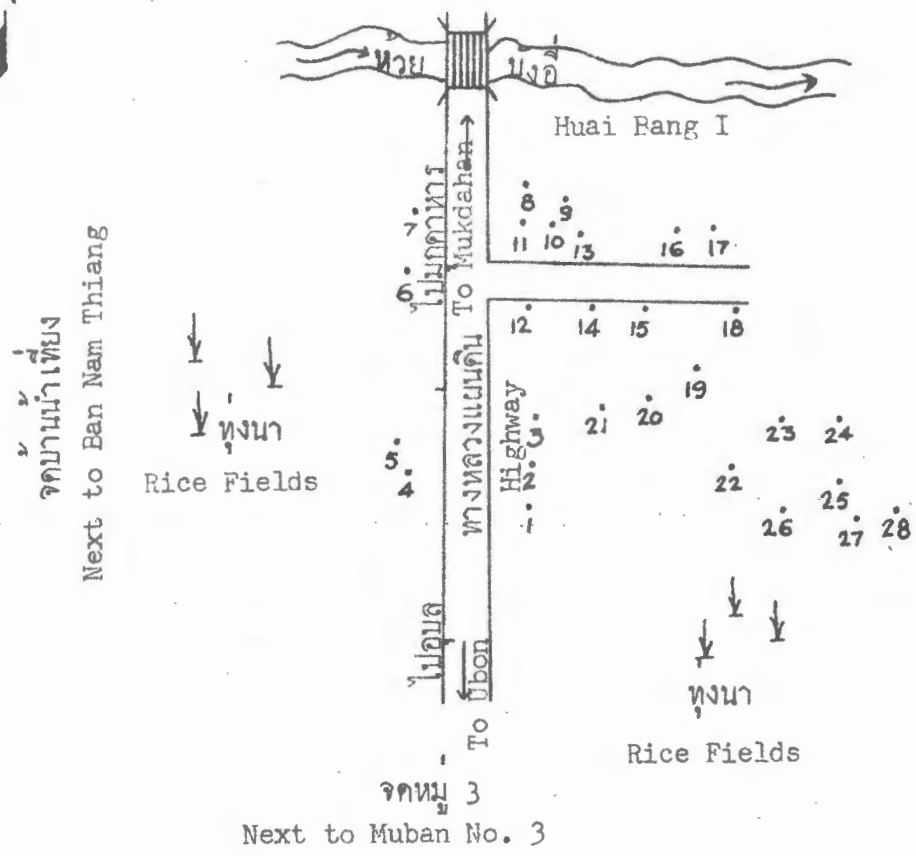 ห้วย บังอี่
Huai Bang I
ไปมุกดาหาร
To Mukdahan
8
9
7
11 10 13 16 17
6
12 14 15 18
จดบ้านน้ำเที่ยง
Next to Ban Nam Thiang
ทางหลวงแผ่นดิน
Highway
19
3 21 20
23 24
ทุ่งนา
Rice Fields
5
4
2
22
25
1
26
27 28
ไปอุบล
To Ubon
ทุ่งนา
Rice Fields
จดหมู่ 3
Next to Muban No. 3